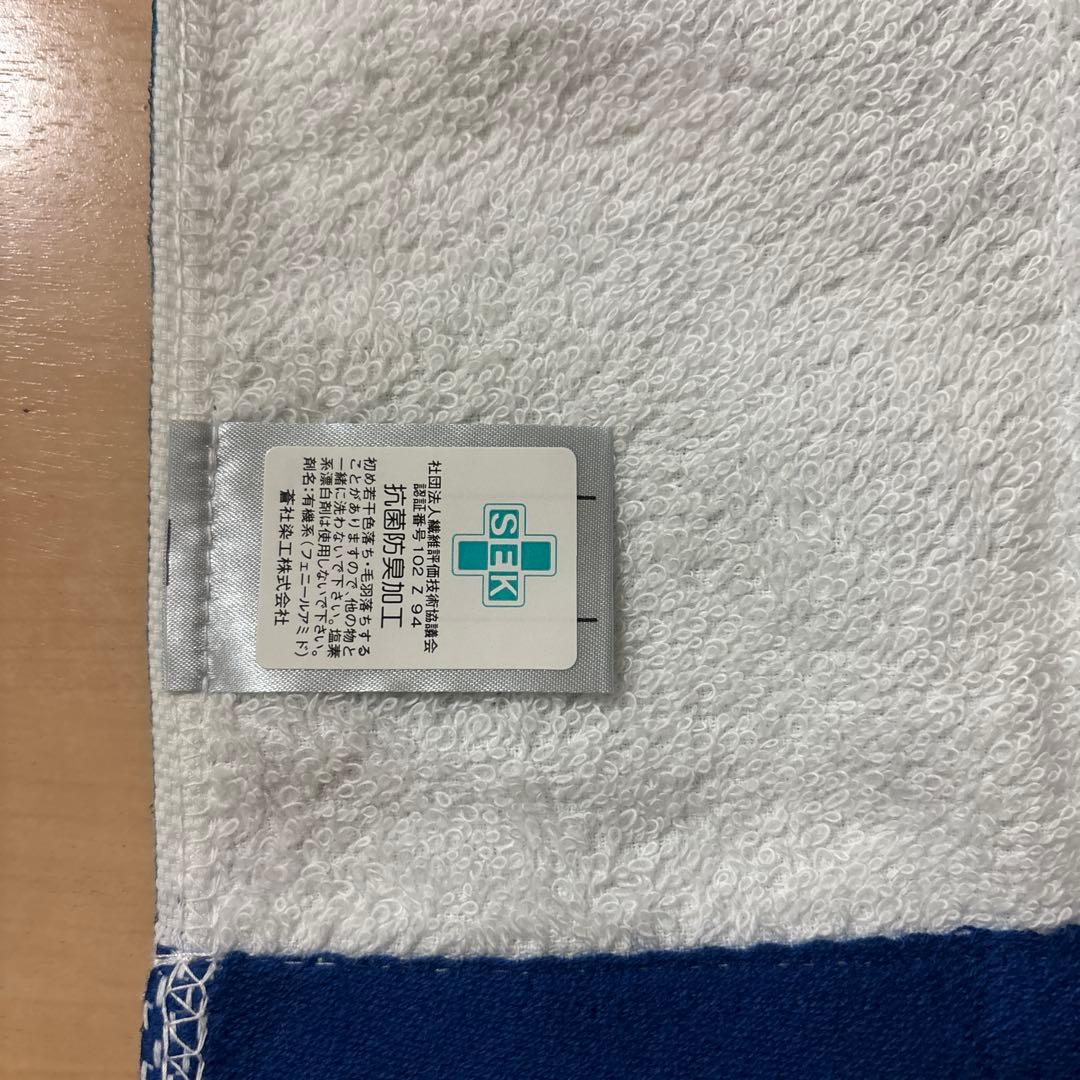 SEK
社団法人繊維評価技術協議会
認証番号102 Z 94
抗菌防臭加工
初め若干色落ち・毛羽落ちする
ことがありますので、他の物と
一緒に洗わないで下さい。塩素
系漂白剤は使用しないで下さい。
剤名：有機系（フェニールアミド）
蒼社染工株式会社